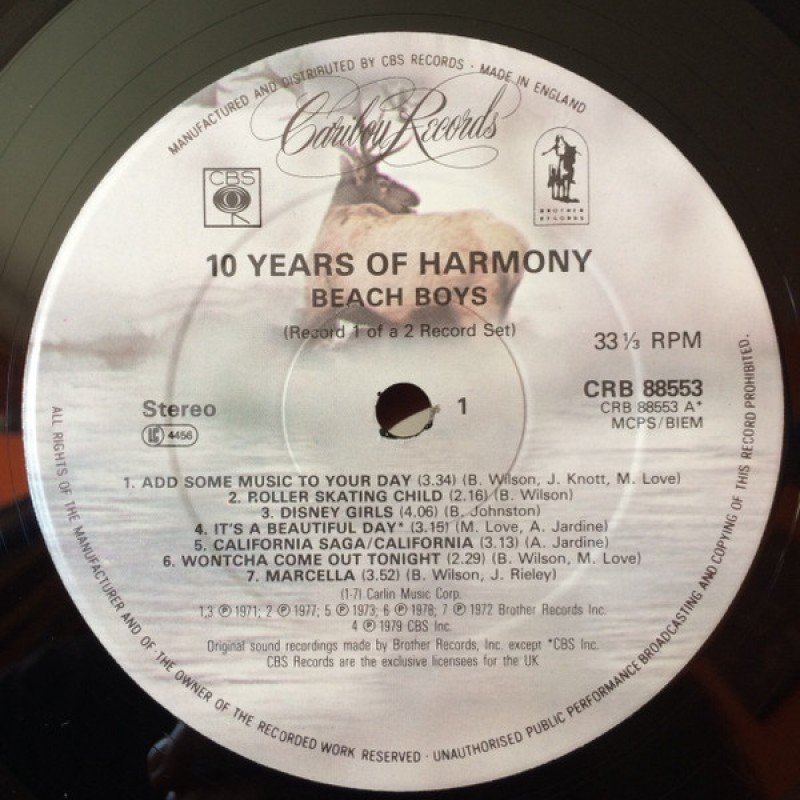 MANUFACTURED AND DISTRIBUTED BY CBS RECORDS · MADE IN ENGLAND
Caribou Records
CBS
BROTHER RECORDS
10 YEARS OF HARMONY
BEACH BOYS
(Record 1 of a 2 Record Set)
33 1/3 RPM
Stereo
LC 4456
1
CRB 88553
CRB 88553 A*
MCPS/BIEM
1. ADD SOME MUSIC TO YOUR DAY (3.34) (B. Wilson, J. Knott, M. Love)
2. ROLLER SKATING CHILD (2.16) (B. Wilson)
3. DISNEY GIRLS (4.06) (B. Johnston)
4. IT'S A BEAUTIFUL DAY* (3.15) (M. Love, A. Jardine)
5. CALIFORNIA SAGA/CALIFORNIA (3.13) (A. Jardine)
6. WONTCHA COME OUT TONIGHT (2.29) (B. Wilson, M. Love)
7. MARCELLA (3.52) (B. Wilson, J. Rieley)
(1-7) Carlin Music Corp.
1,3 ℗ 1971; 2 ℗ 1977; 5 ℗ 1973; 6 ℗ 1978; 7 ℗ 1972 Brother Records Inc.
4 ℗ 1979 CBS Inc.
Original sound recordings made by Brother Records, Inc. except *CBS Inc.
CBS Records are the exclusive licensees for the UK
ALL RIGHTS OF THE MANUFACTURER AND OF THE OWNER OF THE RECORDED WORK RESERVED · UNAUTHORISED PUBLIC PERFORMANCE BROADCASTING AND COPYING OF THIS RECORD PROHIBITED.